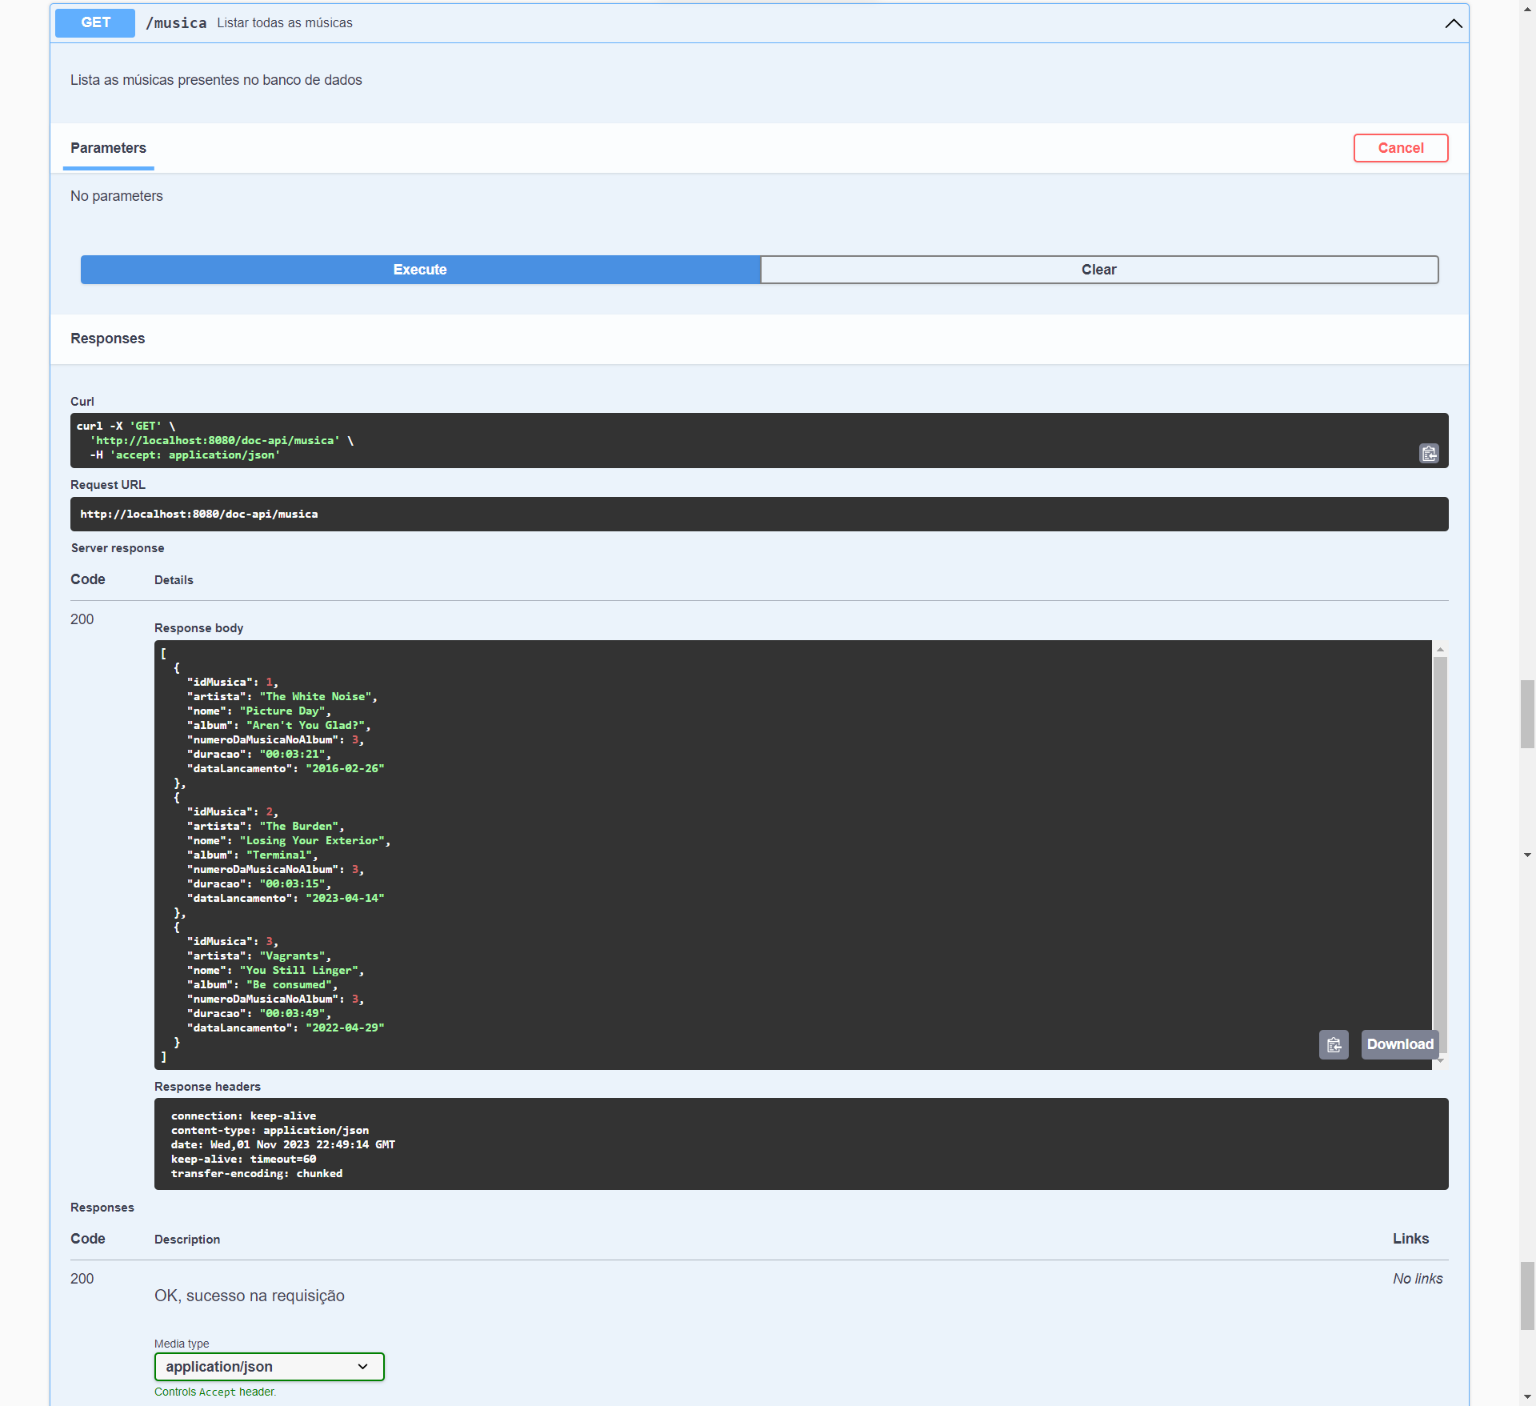 GET /musica Listar todas as músicas
Lista as músicas presentes no banco de dados
Parameters Cancel
No parameters
Execute Clear
Responses
Curl
curl -X 'GET' \
'http://localhost:8080/doc-api/musica' \
-H 'accept: application/json'
Request URL
http://localhost:8080/doc-api/musica
Server response
Code Details
200
Response body
[
{
"idMusica": 1,
"artista": "The White Noise",
"nome": "Picture Day",
"album": "Aren't You Glad?",
"numeroDaMusicaNoAlbum": 3,
"duracao": "00:03:21",
"dataLancamento": "2016-02-26"
},
{
"idMusica": 2,
"artista": "The Burden",
"nome": "Losing Your Exterior",
"album": "Terminal",
"numeroDaMusicaNoAlbum": 3,
"duracao": "00:03:15",
"dataLancamento": "2023-04-14"
},
{
"idMusica": 3,
"artista": "Vagrants",
"nome": "You Still Linger",
"album": "Be consumed",
"numeroDaMusicaNoAlbum": 3,
"duracao": "00:03:49",
"dataLancamento": "2022-04-29"
}
]
Download
Response headers
connection: keep-alive
content-type: application/json
date: Wed,01 Nov 2023 22:49:14 GMT
keep-alive: timeout=60
transfer-encoding: chunked
Responses
Code Description Links
200 No links
OK, sucesso na requisição
Media type
application/json
Controls Accept header.